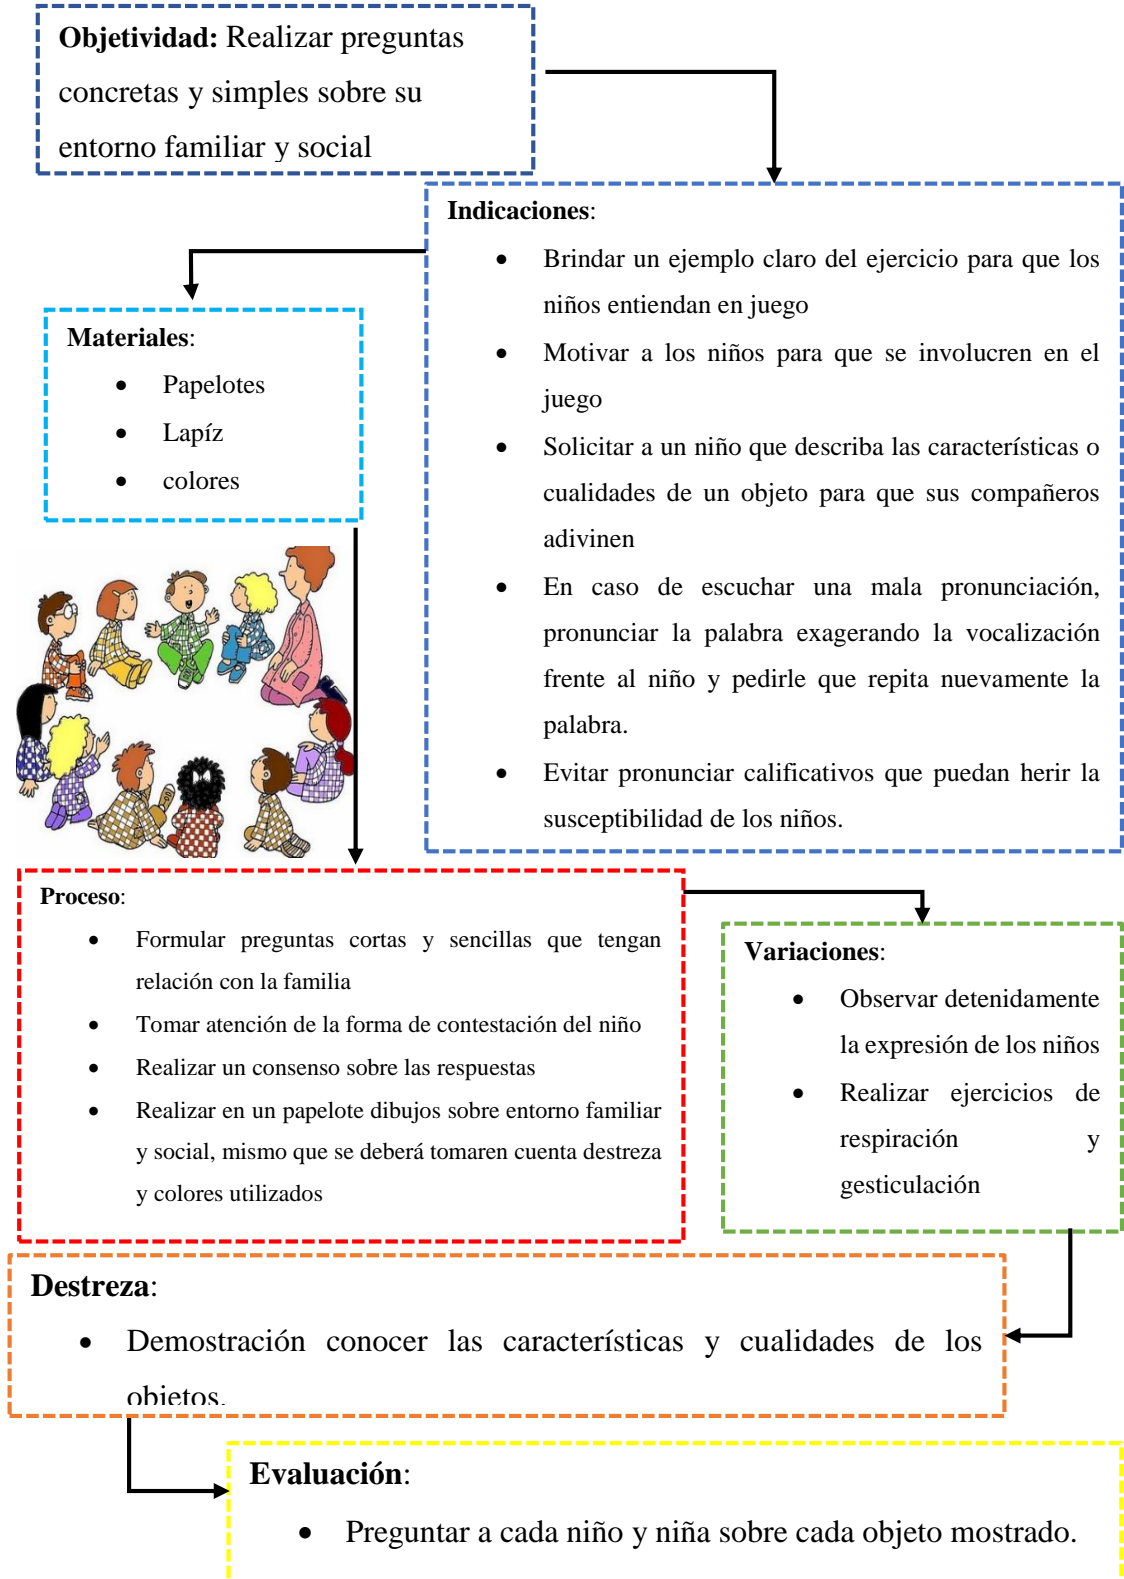 Objetividad: Realizar preguntas
concretas y simples sobre su
entorno familiar y social
Indicaciones:
• Brindar un ejemplo claro del ejercicio para que los
niños entiendan en juego
• Motivar a los niños para que se involucren en el
juego
• Solicitar a un niño que describa las características o
cualidades de un objeto para que sus compañeros
adivinen
• En caso de escuchar una mala pronunciación,
pronunciar la palabra exagerando la vocalización
frente al niño y pedirle que repita nuevamente la
palabra.
• Evitar pronunciar calificativos que puedan herir la
susceptibilidad de los niños.
Materiales:
• Papelotes
• Lapíz
• colores
Proceso:
• Formular preguntas cortas y sencillas que tengan
relación con la familia
• Tomar atención de la forma de contestación del niño
• Realizar un consenso sobre las respuestas
• Realizar en un papelote dibujos sobre entorno familiar
y social, mismo que se deberá tomaren cuenta destreza
y colores utilizados
Variaciones:
• Observar detenidamente
la expresión de los niños
• Realizar ejercicios de
respiración y
gesticulación
Destreza:
• Demostración conocer las características y cualidades de los
objetos.
Evaluación:
• Preguntar a cada niño y niña sobre cada objeto mostrado.